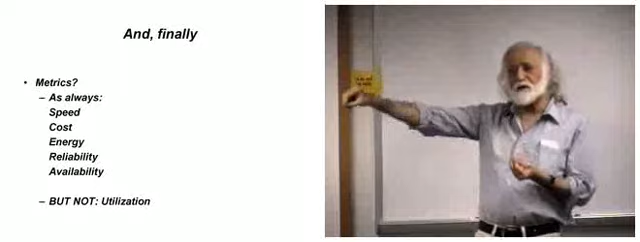 And, finally
• Metrics?
– As always:
Speed
Cost
Energy
Reliability
Availability
– BUT NOT: Utilization